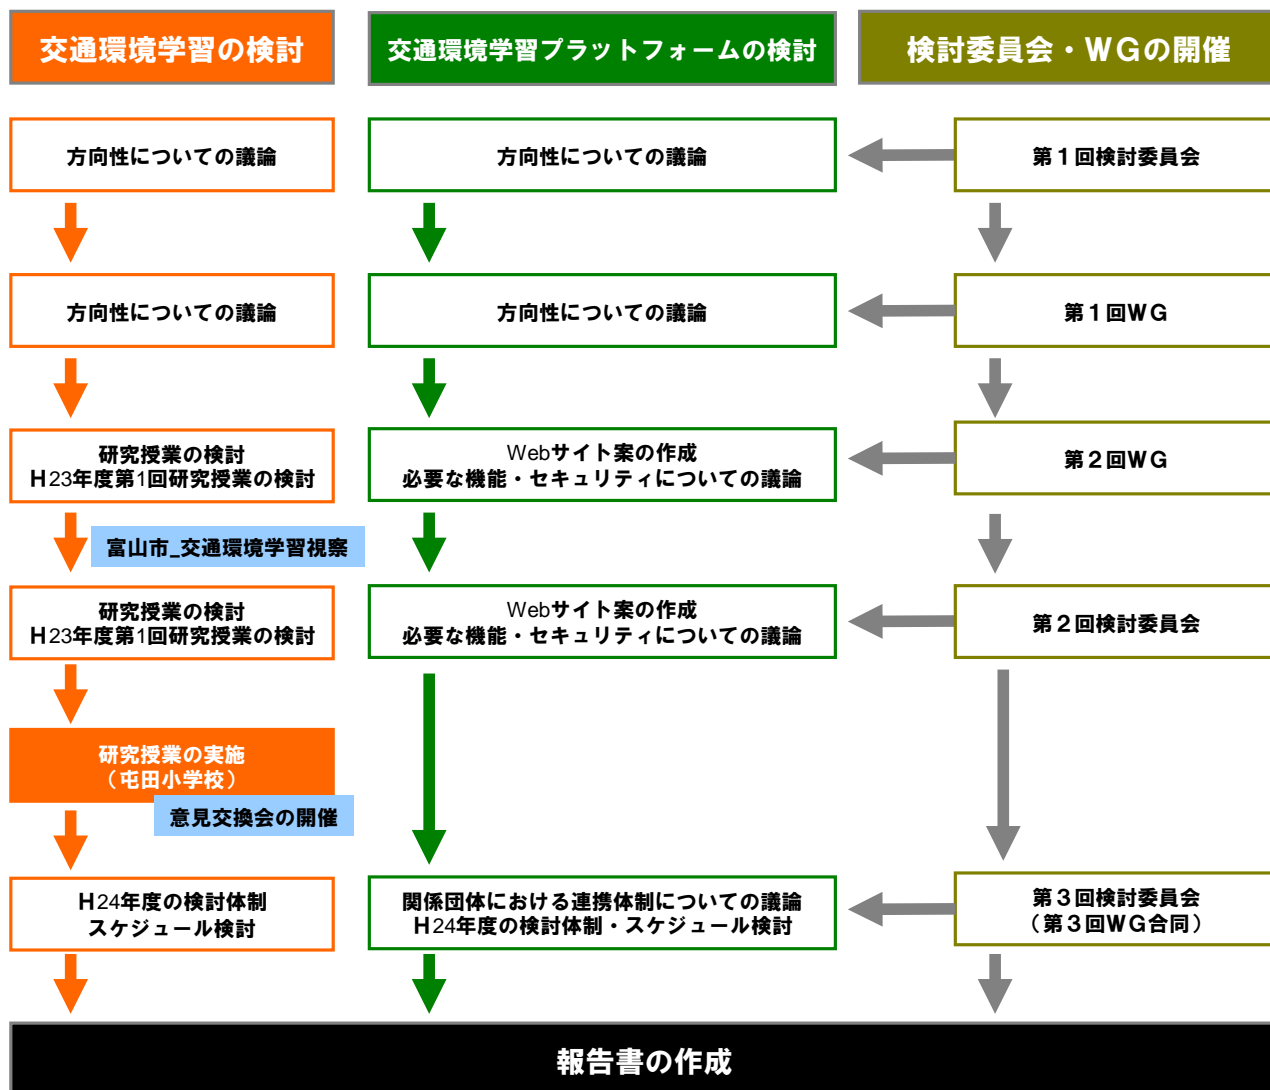 交通環境学習の検討
交通環境学習プラットフォームの検討
検討委員会・ＷＧの開催
方向性についての議論
方向性についての議論
第１回検討委員会
方向性についての議論
方向性についての議論
第１回ＷＧ
研究授業の検討
Ｈ23年度第1回研究授業の検討
Webサイト案の作成
必要な機能・セキュリティについての議論
第２回ＷＧ
富山市_交通環境学習視察
研究授業の検討
Ｈ23年度第1回研究授業の検討
Webサイト案の作成
必要な機能・セキュリティについての議論
第２回検討委員会
研究授業の実施
（屯田小学校）
意見交換会の開催
Ｈ24年度の検討体制
スケジュール検討
関係団体における連携体制についての議論
Ｈ24年度の検討体制・スケジュール検討
第３回検討委員会
（第３回ＷＧ合同）
報告書の作成